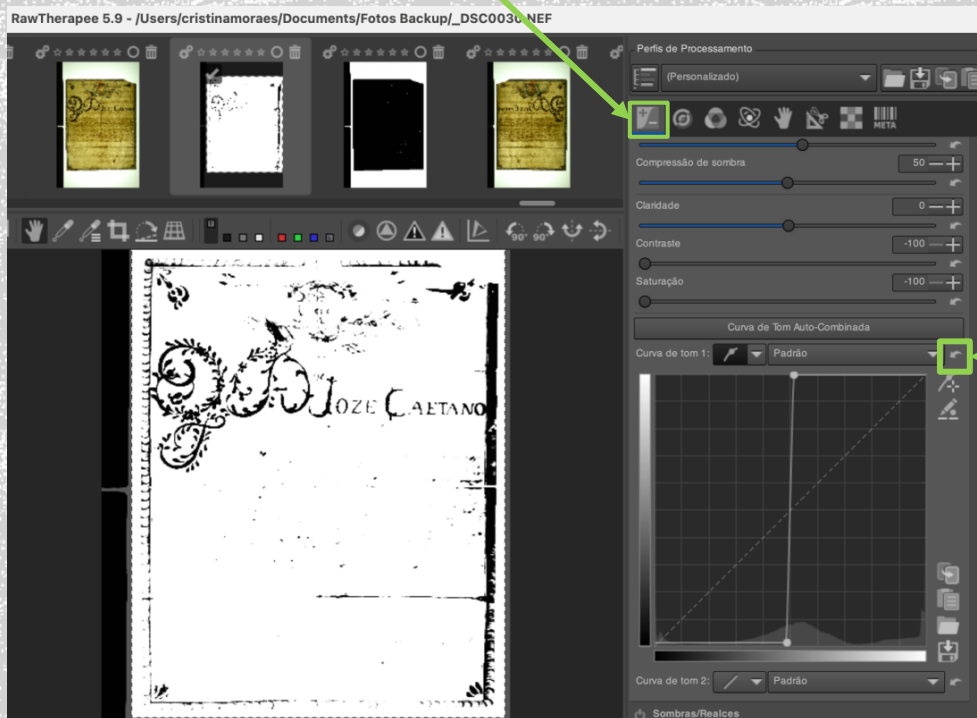 RawTherapee 5.9 - /Users/cristinamoraes/Documents/Fotos Backup/_DSC0030.NEF
Perfis de Processamento
(Personalizado)
META
Compressão de sombra 50
Claridade 0
Contraste -100
Saturação -100
Curva de Tom Auto-Combinada
Curva de tom 1: Padrão
90° 90°
JOZE CAETANO
Curva de tom 2: Padrão
Sombras/Realces